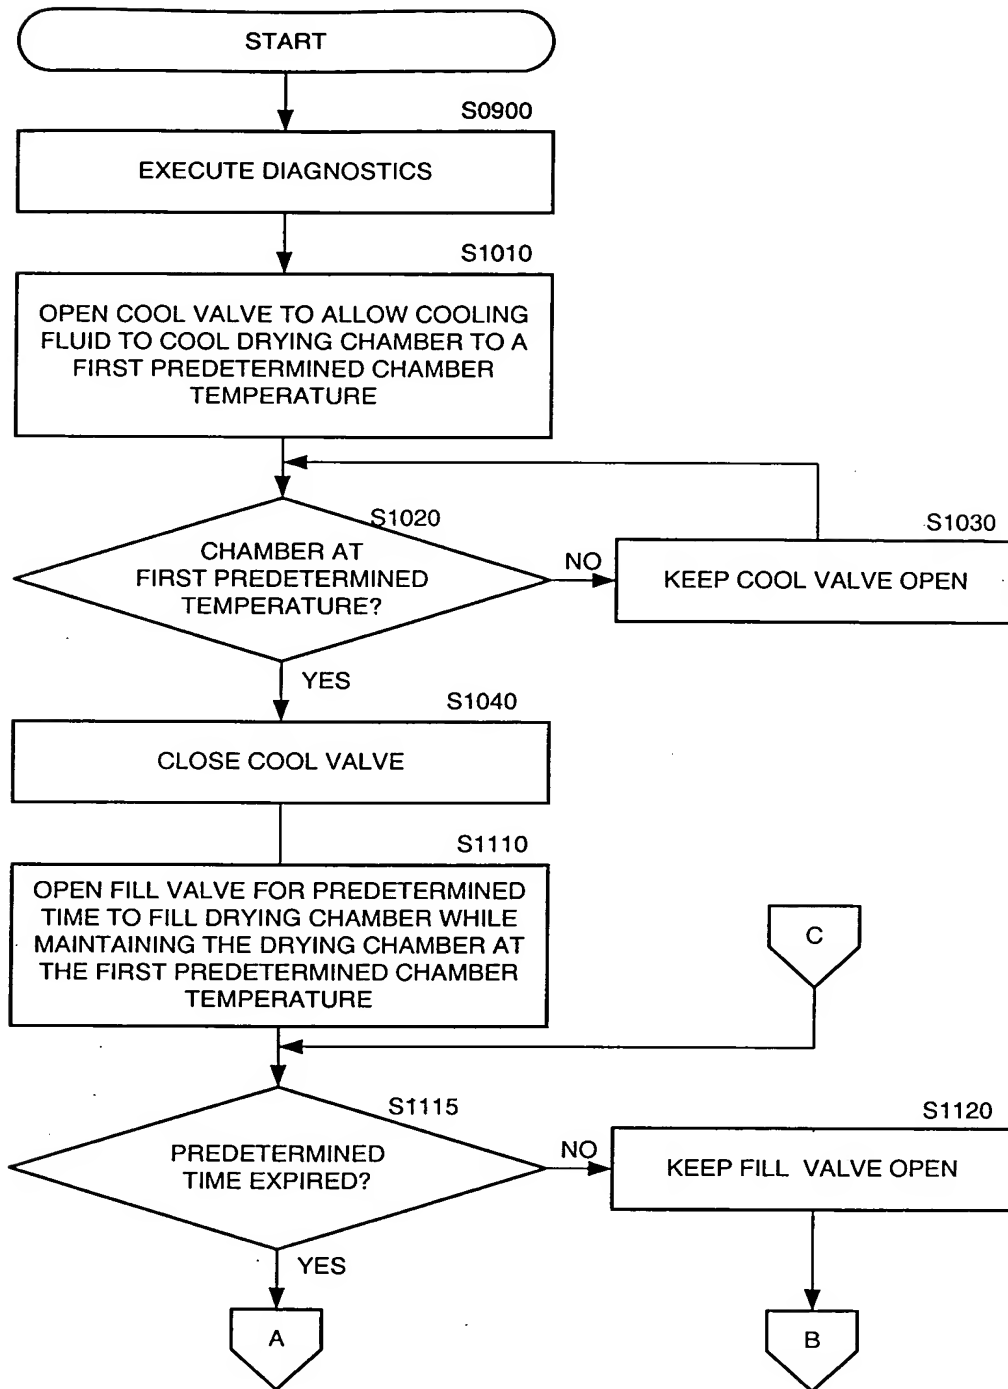 START
S0900
EXECUTE DIAGNOSTICS
S1010
OPEN COOL VALVE TO ALLOW COOLING
FLUID TO COOL DRYING CHAMBER TO A
FIRST PREDETERMINED CHAMBER
TEMPERATURE
S1020
CHAMBER AT
FIRST PREDETERMINED
TEMPERATURE?
NO
S1030
KEEP COOL VALVE OPEN
YES
S1040
CLOSE COOL VALVE
S1110
OPEN FILL VALVE FOR PREDETERMINED
TIME TO FILL DRYING CHAMBER WHILE
MAINTAINING THE DRYING CHAMBER AT
THE FIRST PREDETERMINED CHAMBER
TEMPERATURE
C
S1115
PREDETERMINED
TIME EXPIRED?
NO
S1120
KEEP FILL VALVE OPEN
YES
A
B